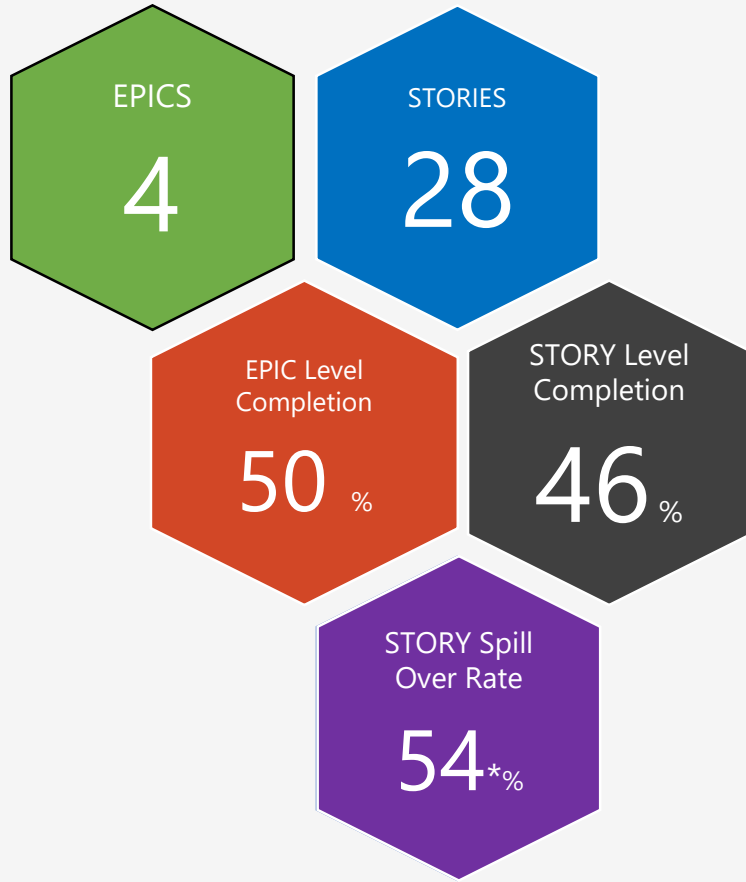 EPICS
4
STORIES
28
EPIC Level
Completion
50 %
STORY Level
Completion
46 %
STORY Spill
Over Rate
54*%